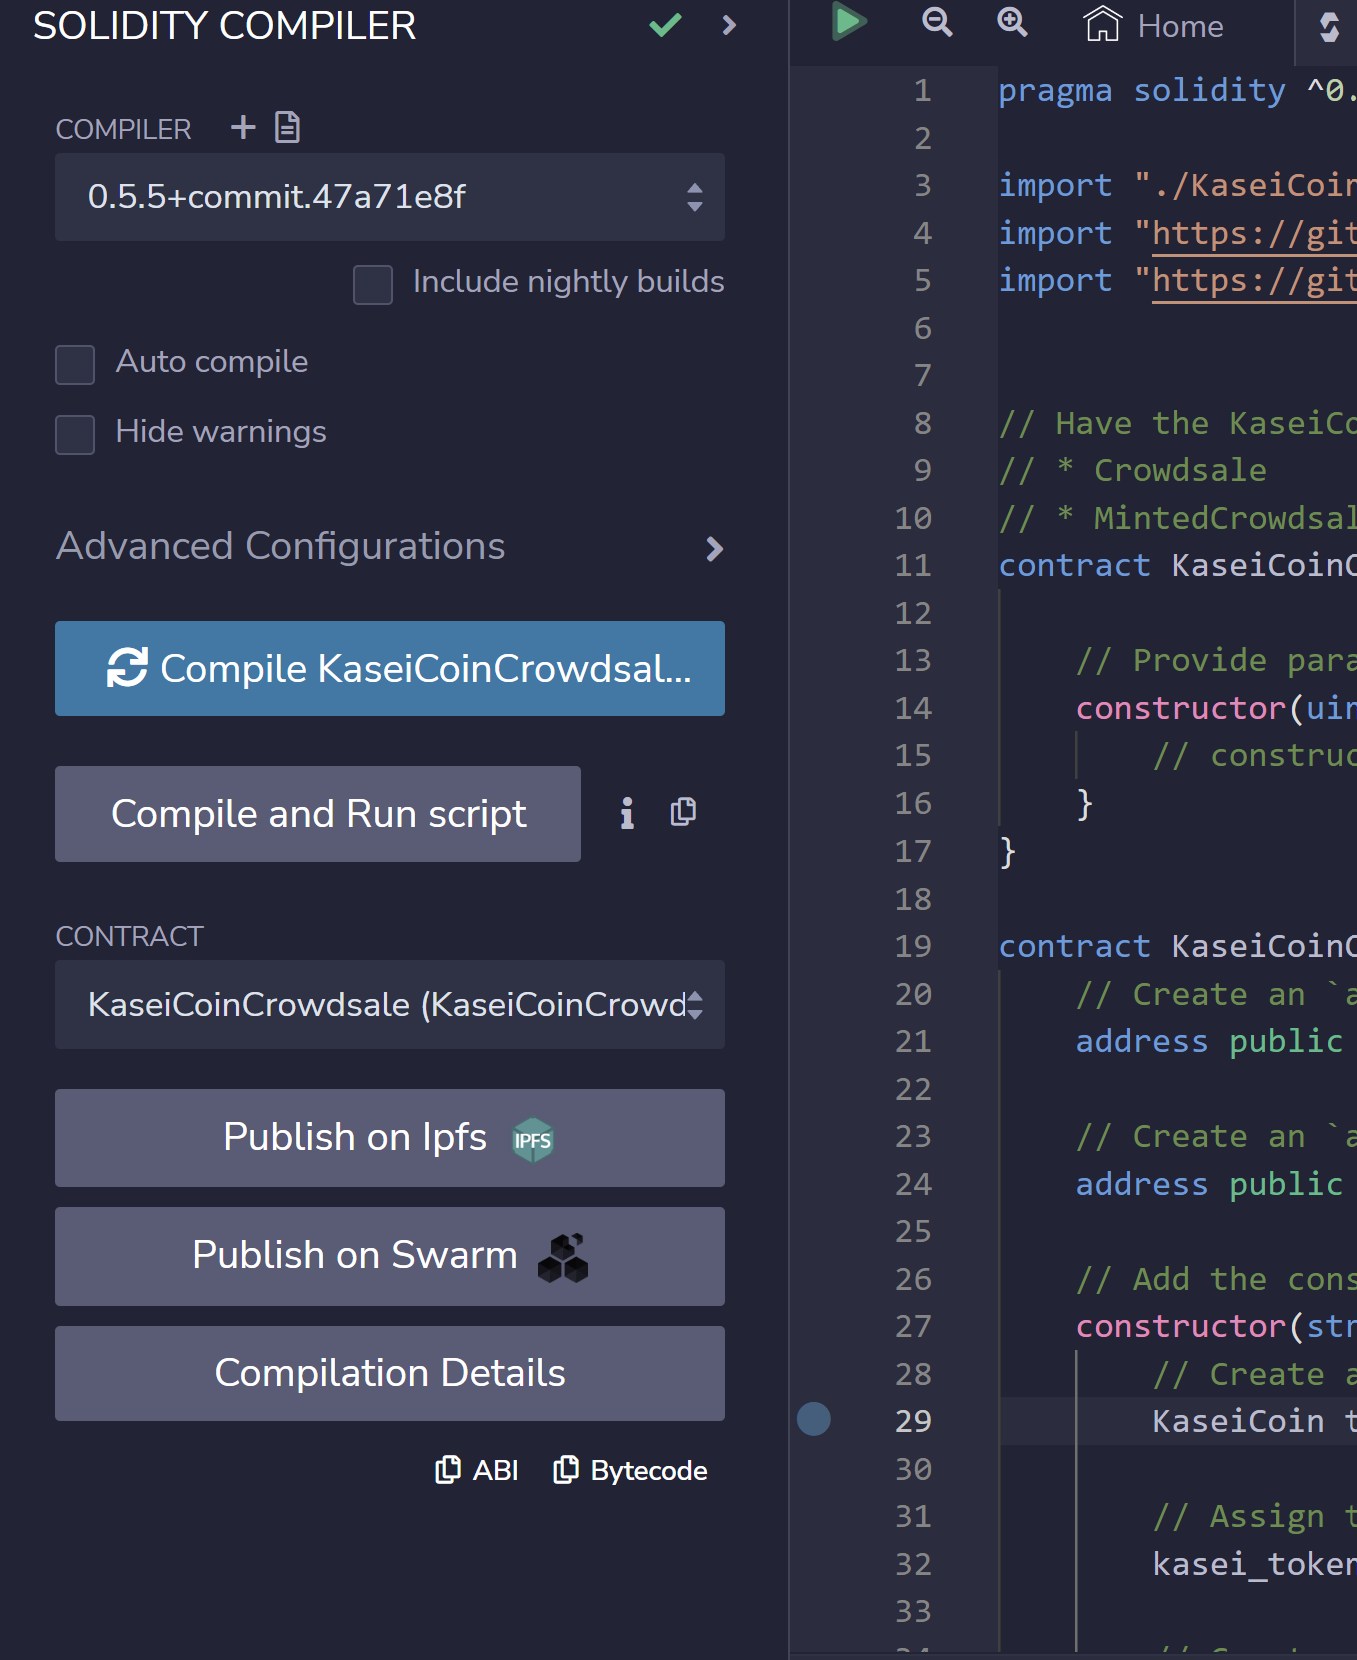 SOLIDITY COMPILER
COMPILER
0.5.5+commit.47a71e8f
Include nightly builds
Auto compile
Hide warnings
Advanced Configurations
Compile KaseiCoinCrowdsal...
Compile and Run script
CONTRACT
KaseiCoinCrowdsale (KaseiCoinCrowd
Publish on Ipfs IPFS
Publish on Swarm
Compilation Details
ABI Bytecode
Home
1 pragma solidity ^0.
2
3 import "./KaseiCoin
4 import "https://git
5 import "https://git
6
7
8 // Have the KaseiCo
9 // * Crowdsale
10 // * MintedCrowdsal
11 contract KaseiCoinC
12
13 // Provide para
14 constructor(uin
15 // construc
16 }
17 }
18
19 contract KaseiCoinC
20 // Create an `a
21 address public
22
23 // Create an `a
24 address public
25
26 // Add the cons
27 constructor(str
28 // Create a
29 KaseiCoin t
30
31 // Assign t
32 kasei_token
33